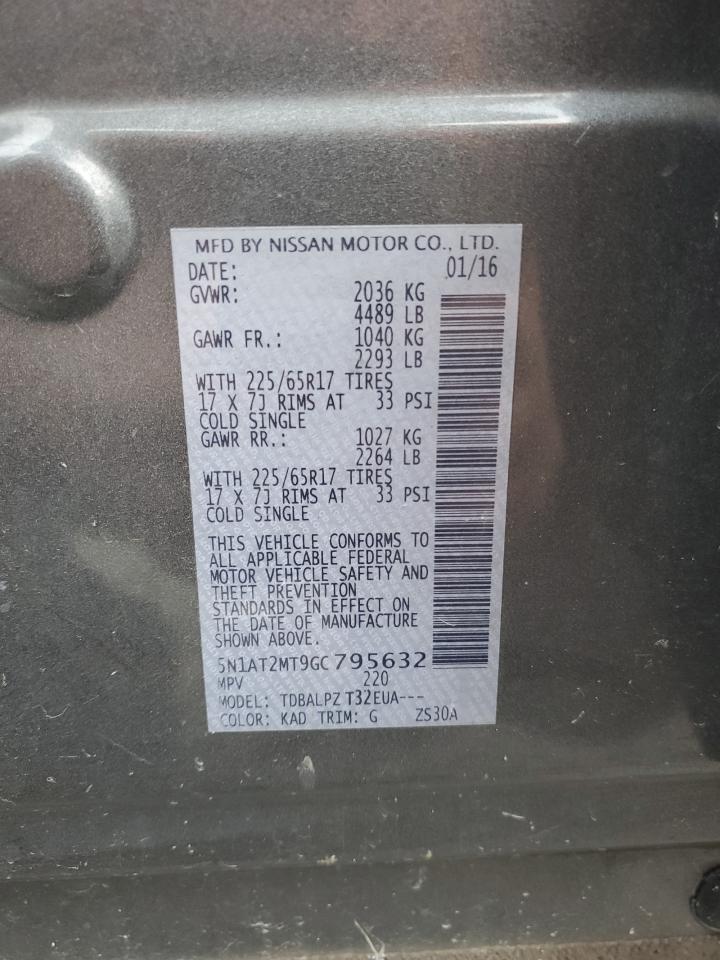 MFD BY NISSAN MOTOR CO., LTD.
DATE: 01/16
GVWR: 2036 KG
4489 LB
GAWR FR.: 1040 KG
2293 LB
WITH 225/65R17 TIRES
17 X 7J RIMS AT 33 PSI
COLD SINGLE
GAWR RR.: 1027 KG
2264 LB
WITH 225/65R17 TIRES
17 X 7J RIMS AT 33 PSI
COLD SINGLE
THIS VEHICLE CONFORMS TO
ALL APPLICABLE FEDERAL
MOTOR VEHICLE SAFETY AND
THEFT PREVENTION
STANDARDS IN EFFECT ON
THE DATE OF MANUFACTURE
SHOWN ABOVE.
5N1AT2MT9GC795632
MPV 220
MODEL: TDBALPZ T32EUA---
COLOR: KAD TRIM: G ZS30A